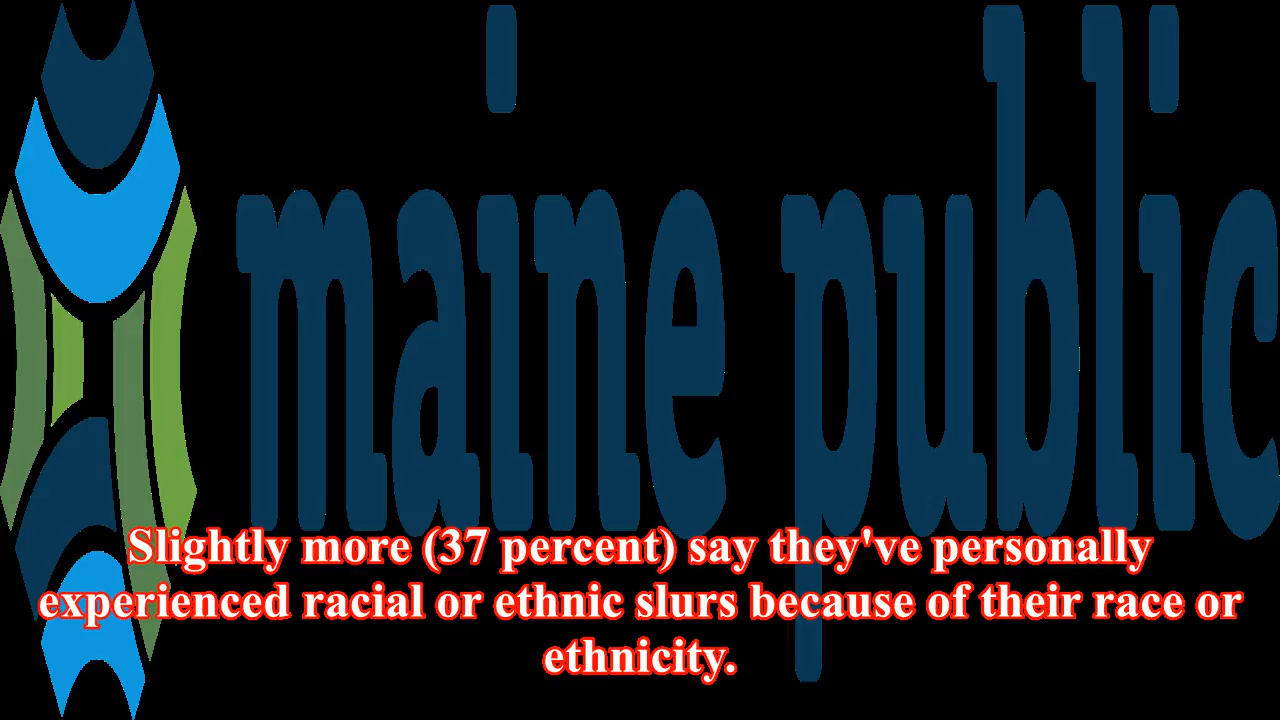 maine public
Slightly more (37 percent) say they've personally
experienced racial or ethnic slurs because of their race or
ethnicity.